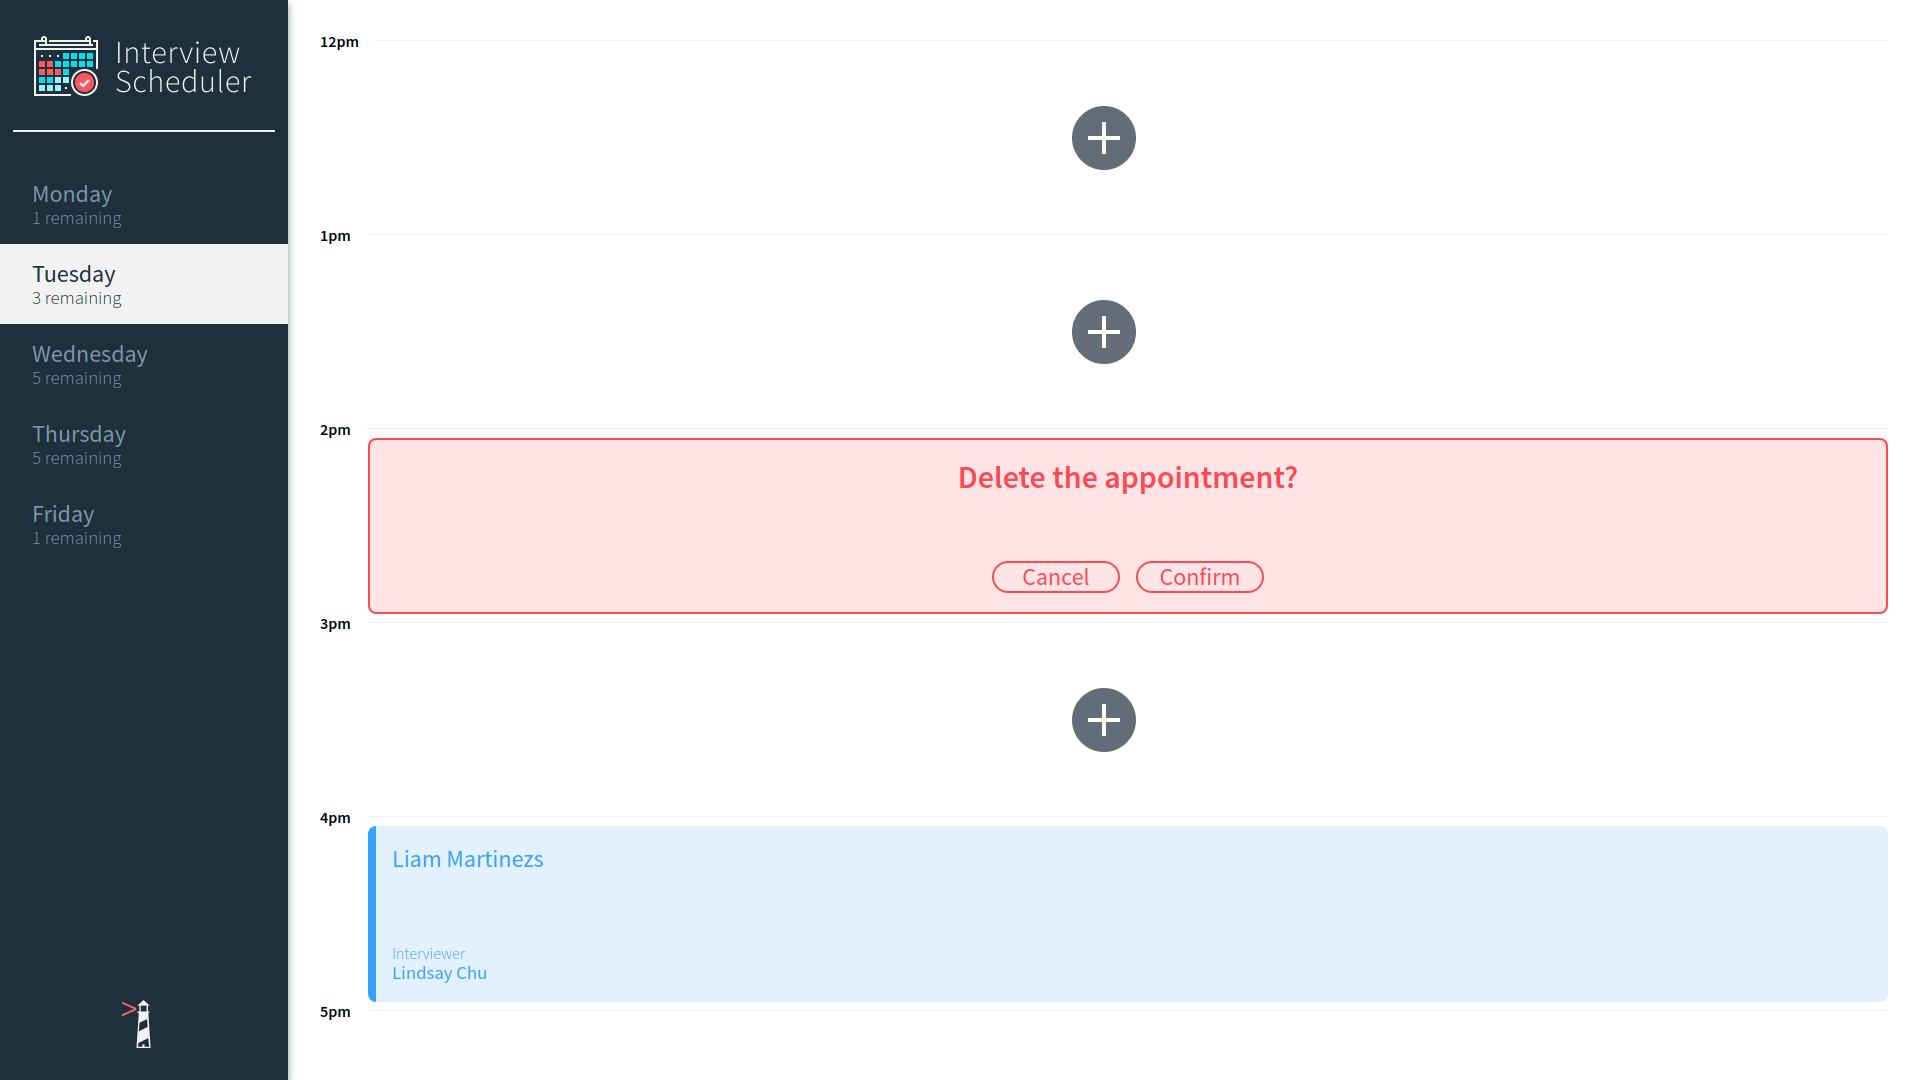 Interview
Scheduler
Monday
1 remaining
Tuesday
3 remaining
Wednesday
5 remaining
Thursday
5 remaining
Friday
1 remaining
12pm
1pm
2pm
Delete the appointment?
Cancel Confirm
3pm
4pm
Liam Martinezs
Interviewer
Lindsay Chu
5pm